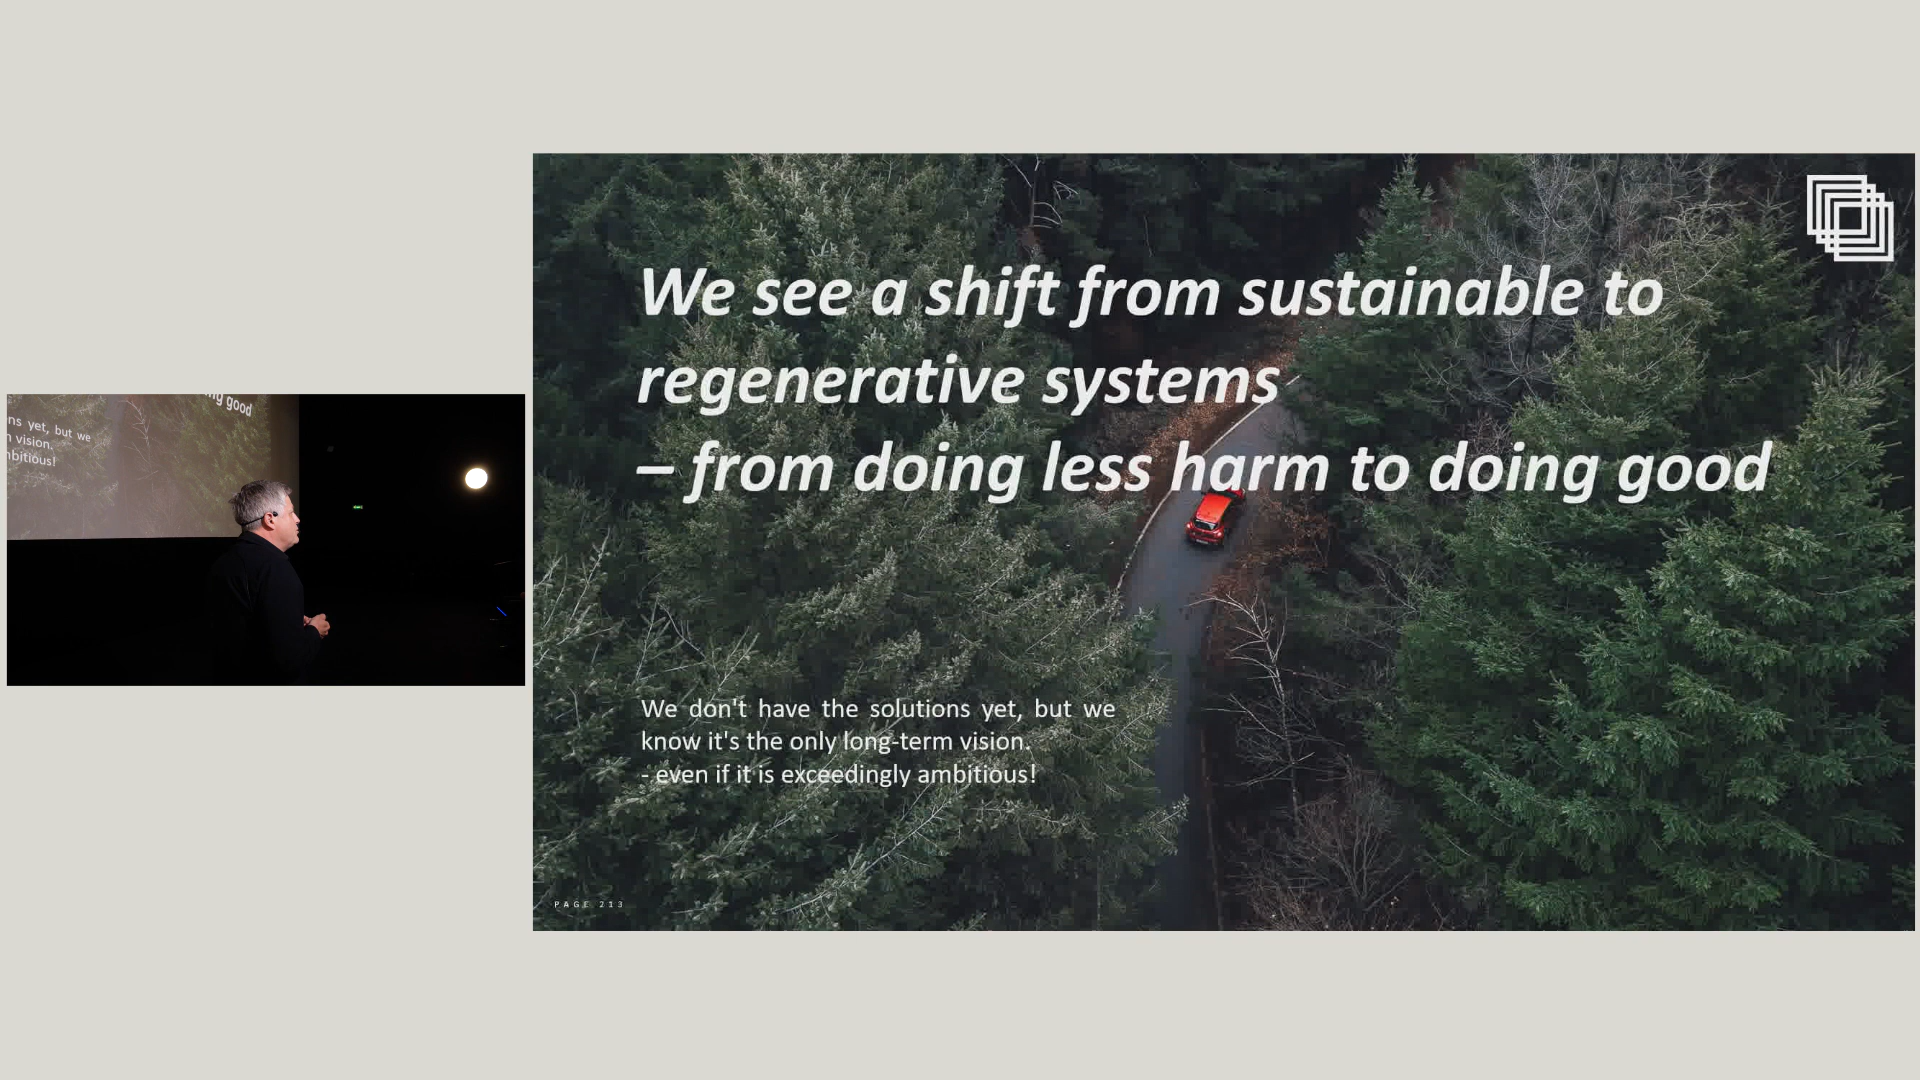 ng good
ns yet, but we
vision.
mbitious!
We see a shift from sustainable to
regenerative systems
– from doing less harm to doing good
We don't have the solutions yet, but we
know it's the only long-term vision.
- even if it is exceedingly ambitious!
PAGE 213